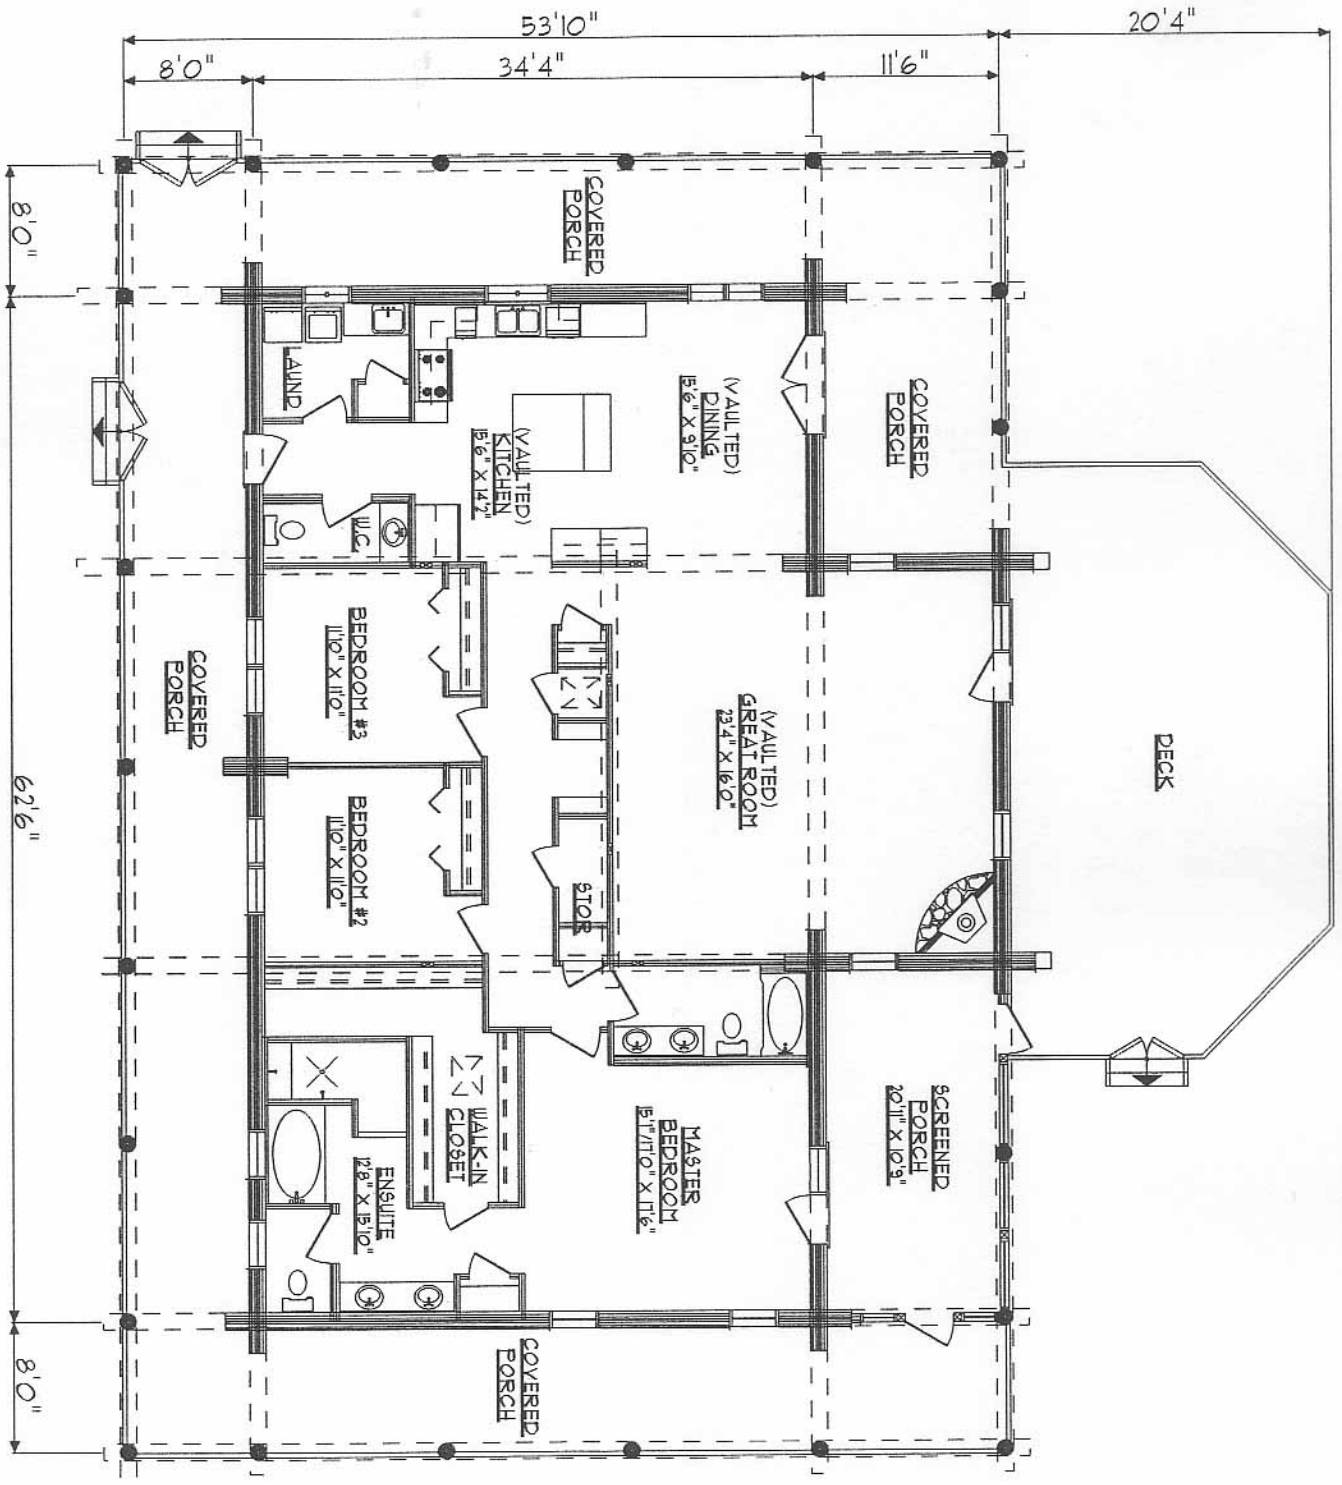 53'10"
20'4"
8'0"
34'4"
11'6"
8'0"
62'6"
8'0"
COVERED
PORCH
COVERED
PORCH
LAUND
(VAULTED)
KITCHEN
15'6" X 14'2"
(VAULTED)
DINING
15'6" X 9'10"
W.C.
COVERED
PORCH
BEDROOM #3
11'10" X 11'0"
BEDROOM #2
11'10" X 11'0"
(VAULTED)
GREAT ROOM
23'4" X 16'0"
DECK
STOR
WALK-IN
CLOSET
ENSUITE
12'8" X 15'10"
MASTER
BEDROOM
15'1"/17'0" X 17'6"
SCREENED
PORCH
20'11" X 10'9"
COVERED
PORCH